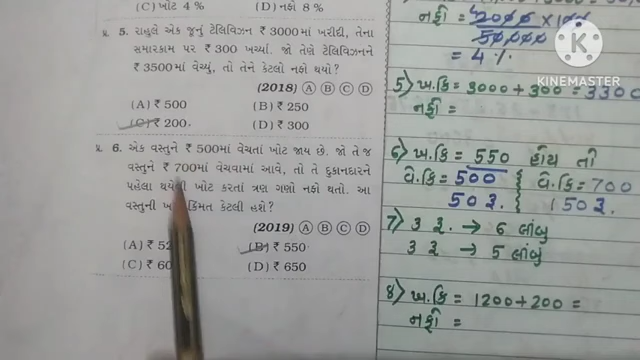 (C) ખોટ 4 %
(D) નફો 8 %
5. રાહુલે એક જૂનું ટેલિવિઝન ₹ 3000માં ખરીદી, તેના
સમારકામ પર ₹ 300 ખર્ચ્યા. જો તેણે ટેલિવિઝનને
₹ 3500માં વેચ્યું, તો તેને કેટલો નફો થયો?
(2018) Ⓐ Ⓑ Ⓒ Ⓓ
(A) ₹ 500
(B) ₹ 250
(C) ₹ 200
(D) ₹ 300
6. એક વસ્તુને ₹ 500માં વેચતાં ખોટ જાય છે. જો તે જ
વસ્તુને ₹ 700માં વેચવામાં આવે, તો તે દુકાનદારને
પહેલા ખોટ કરતાં ત્રણ ગણો નફો થતો. આ
વસ્તુની કેટલી હશે?
(2019) Ⓐ Ⓑ Ⓒ Ⓓ
(A) ₹ 52
(B) ₹ 550
(C) ₹ 60
(D) ₹ 650
નફો = 4200 × 100
50,000
= 4 %
5) ખ.કિં = 3000 + 300 = 3300
નફો =
6) ખ.કિં = 550 હોય તો
વે.કિં = 500 { વે.કિં = 700
50 રૂ. { 150 રૂ.
7) 3 રૂ. → 6 લીંબુ
3 રૂ → 5 લીંબુ
8) ખ.કિં = 1200 + 200 =
નફો =
KINEMASTER